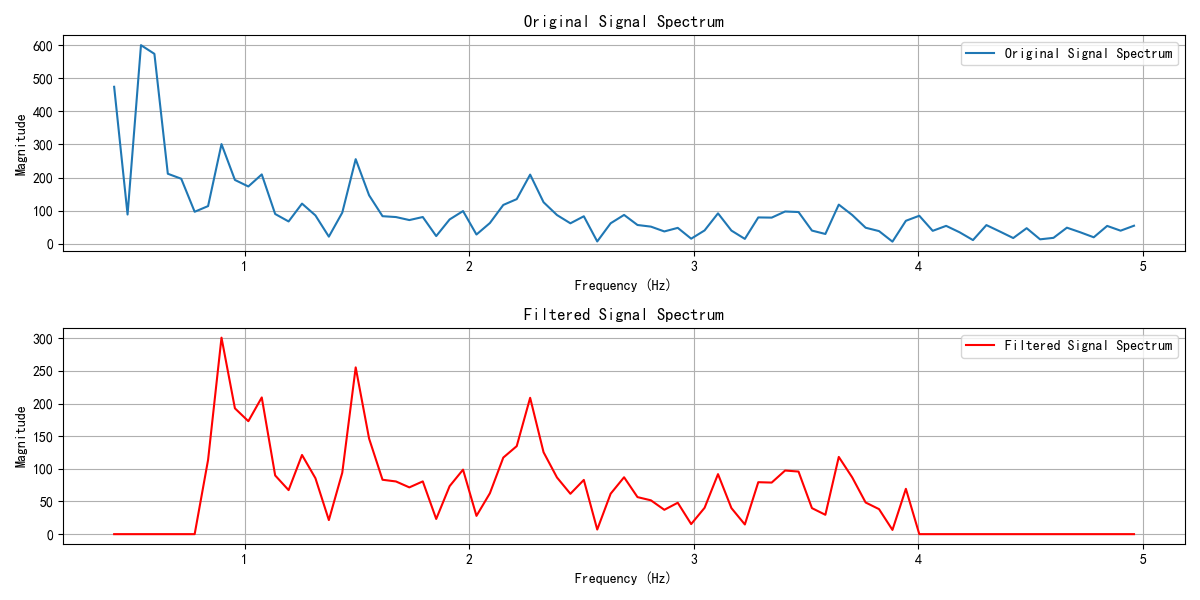 Original Signal Spectrum
Original Signal Spectrum
600
500
400
300
200
100
0
Magnitude
1 2 3 4 5
Frequency (Hz)
Filtered Signal Spectrum
Filtered Signal Spectrum
300
250
200
150
100
50
0
Magnitude
1 2 3 4 5
Frequency (Hz)